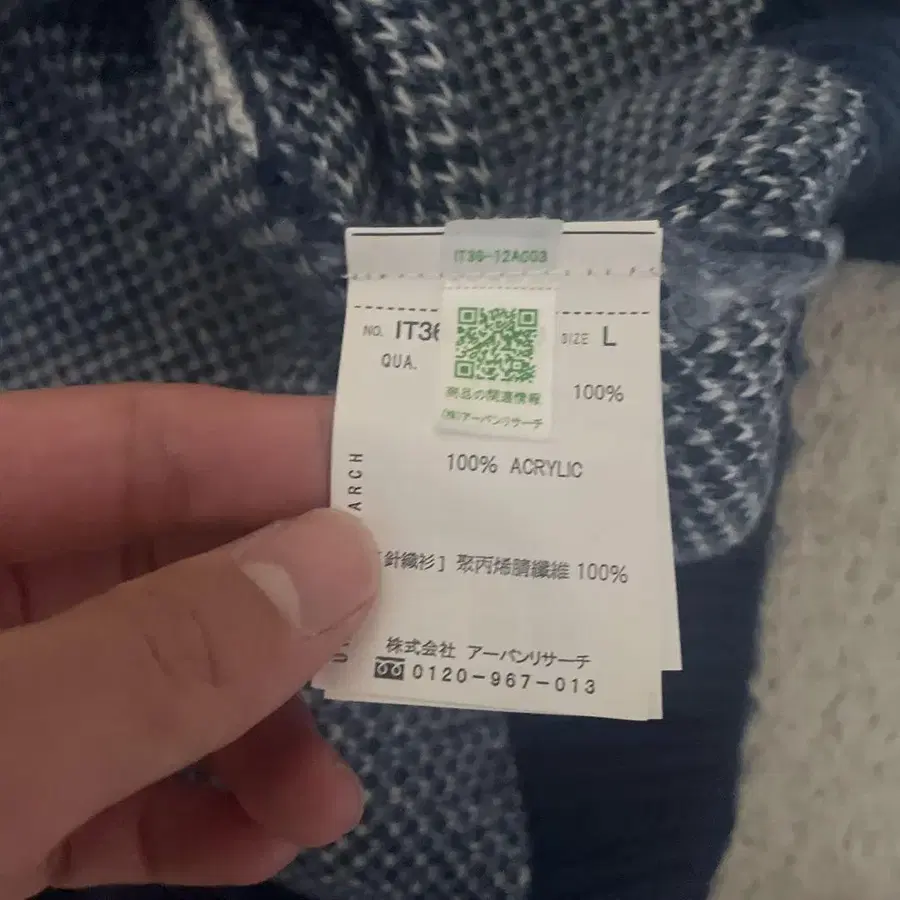 IT36-12A003
NO. IT36
SIZE L
QUA.
100%
商品の関連情報
(株)アーバンリサーチ
100% ACRYLIC
ARCH
[針織衫] 聚丙烯腈纖維 100%
株式会社 アーバンリサーチ
0120-967-013